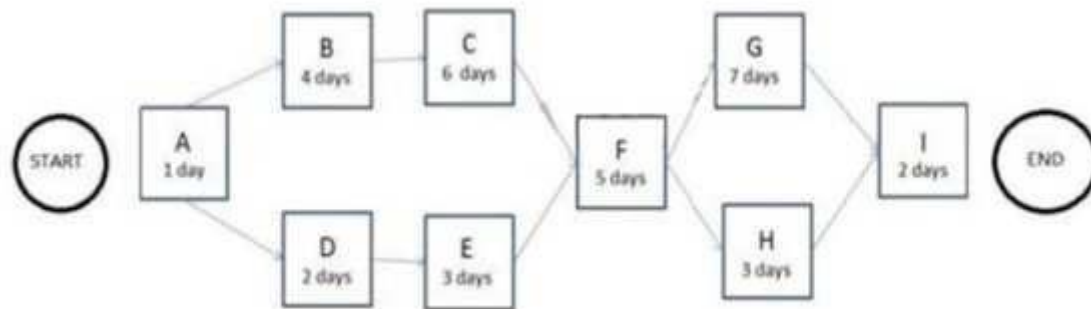 START
A
1 day
B
4 days
C
6 days
D
2 days
E
3 days
F
5 days
G
7 days
H
3 days
I
2 days
END